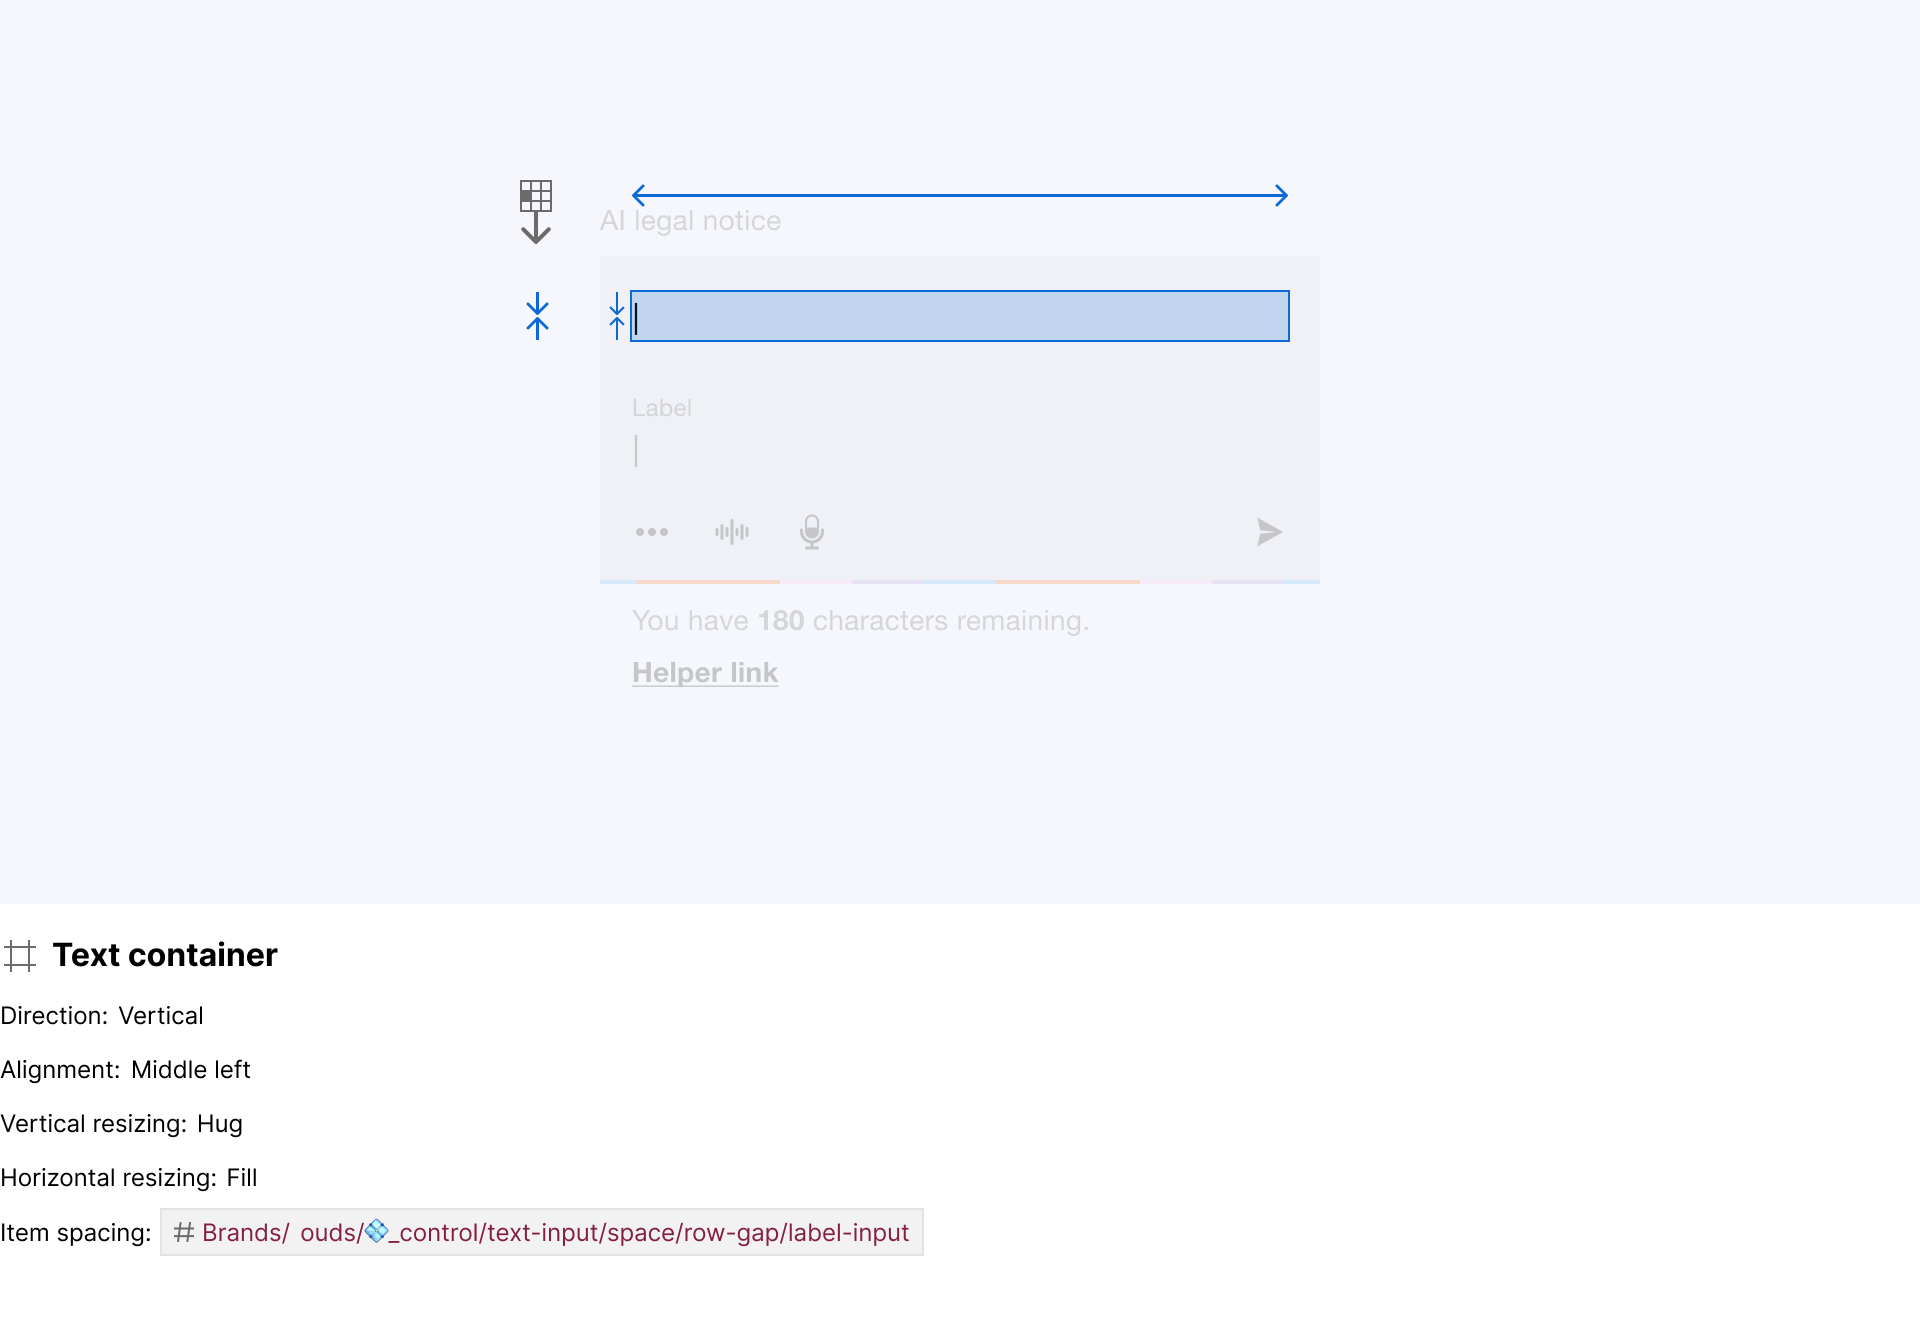 AI legal notice
Label
You have 180 characters remaining.
Helper link
Text container
Direction: Vertical
Alignment: Middle left
Vertical resizing: Hug
Horizontal resizing: Fill
Item spacing: # Brands/ ouds/💠_control/text-input/space/row-gap/label-input